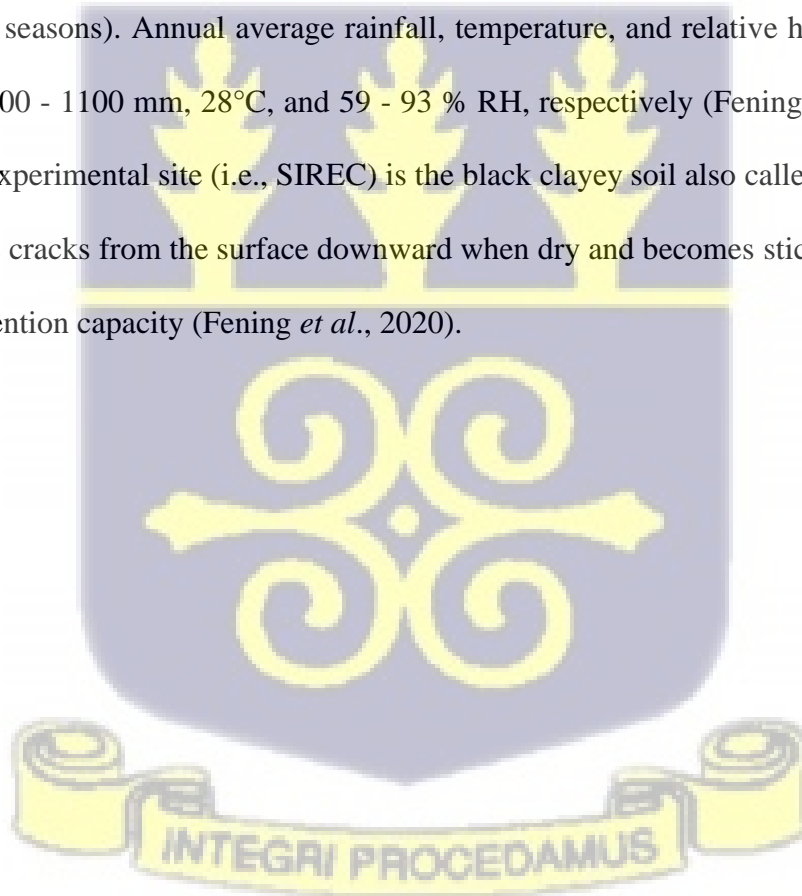 seasons). Annual average rainfall, temperature, and relative h
00 - 1100 mm, 28°C, and 59 - 93 % RH, respectively (Fening
xperimental site (i.e., SIREC) is the black clayey soil also calle
cracks from the surface downward when dry and becomes stic
ention capacity (Fening et al., 2020).
INTEGRI PROCEDAMUS